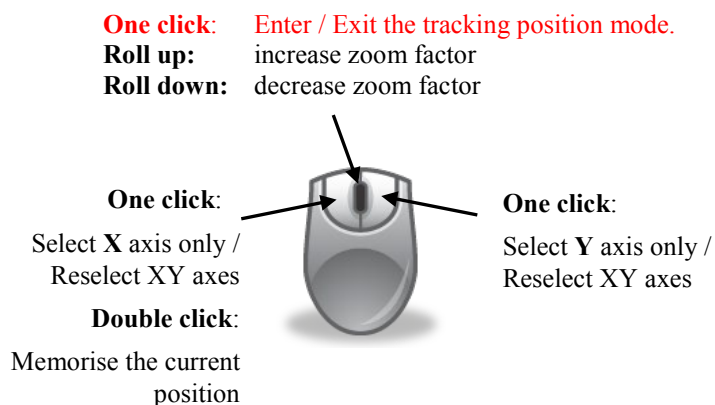 One click: Enter / Exit the tracking position mode.
Roll up: increase zoom factor
Roll down: decrease zoom factor
One click:
Select X axis only /
Reselect XY axes
Double click:
Memorise the current
position
One click:
Select Y axis only /
Reselect XY axes